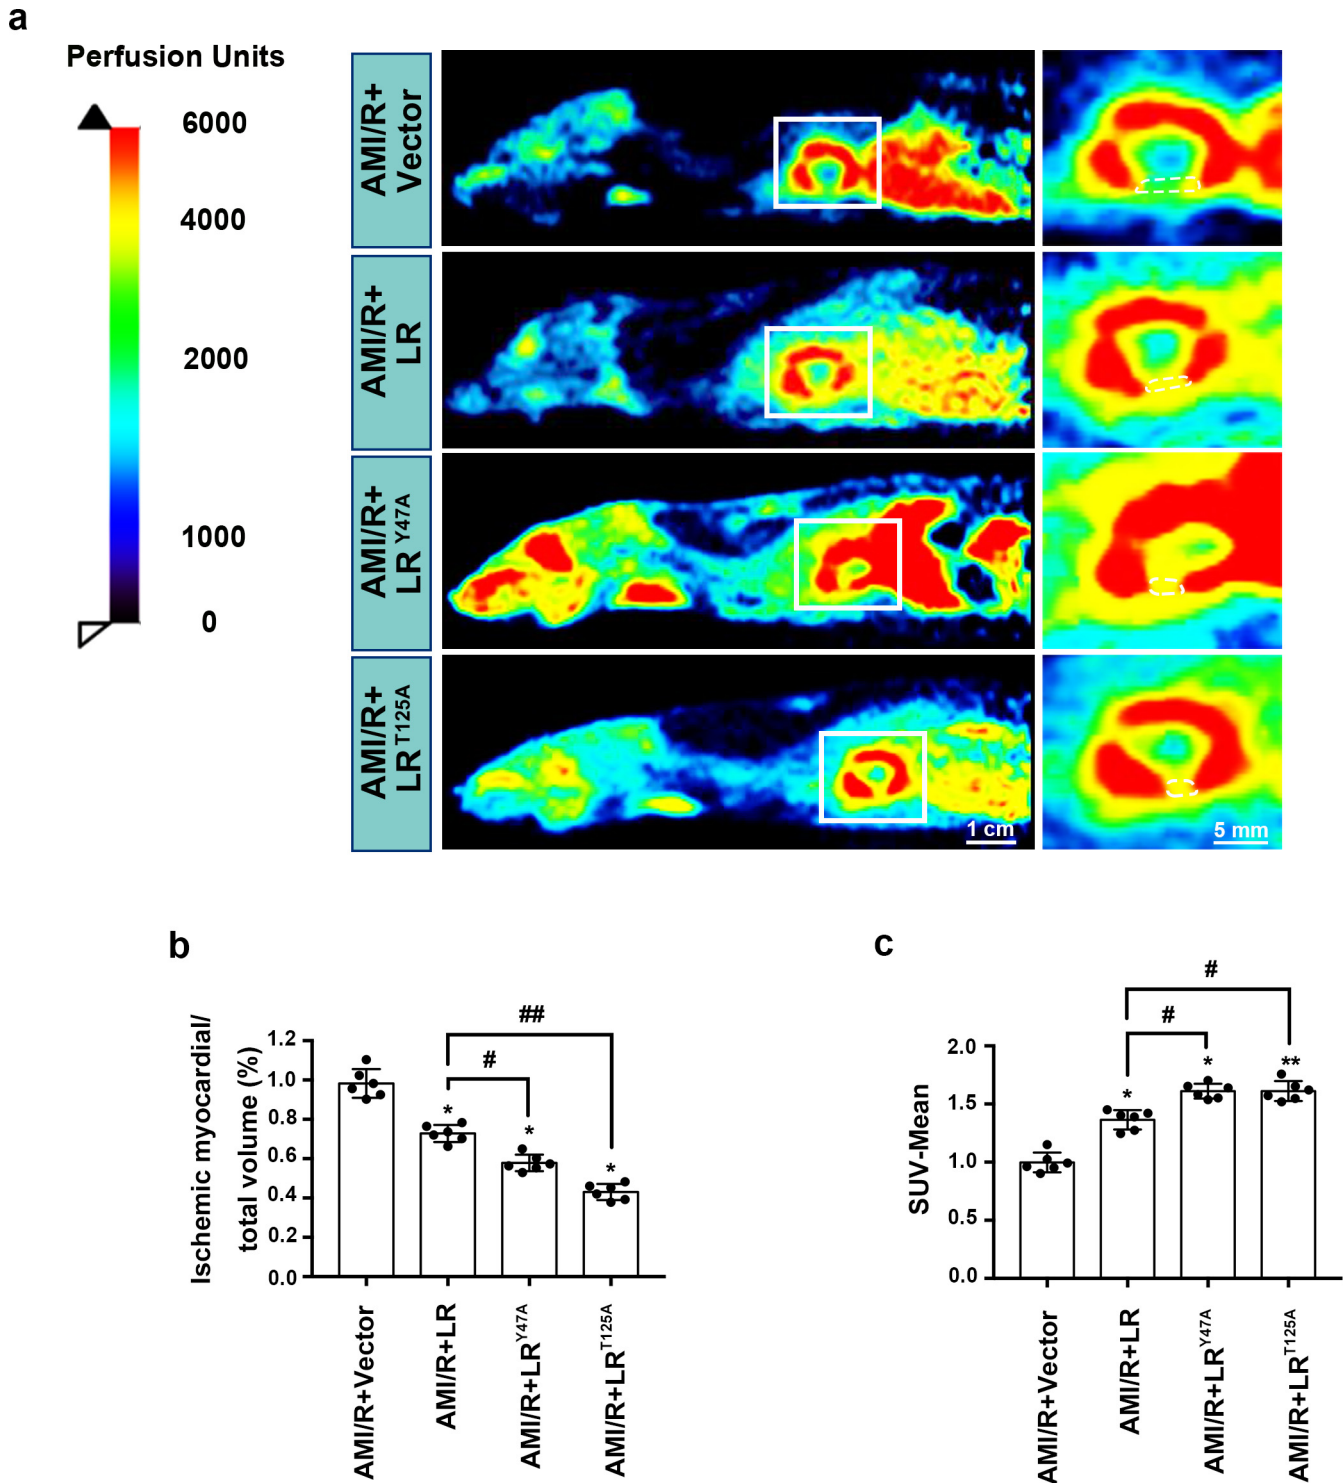 a
Perfusion Units
6000
4000
2000
1000
0
AMI/R+
Vector
AMI/R+
LR
AMI/R+
LR Y47A
AMI/R+
LR T125A
1 cm
5 mm
b
Ischemic myocardial/
total volume (%)
1.2
1.0
0.8
0.6
0.4
0.2
0.0
##
#
*
*
*
AMI/R+Vector
AMI/R+LR
AMI/R+LRY47A
AMI/R+LRT125A
c
SUV-Mean
2.0
1.5
1.0
0.5
0.0
#
#
*
*
**
AMI/R+Vector
AMI/R+LR
AMI/R+LRY47A
AMI/R+LRT125A